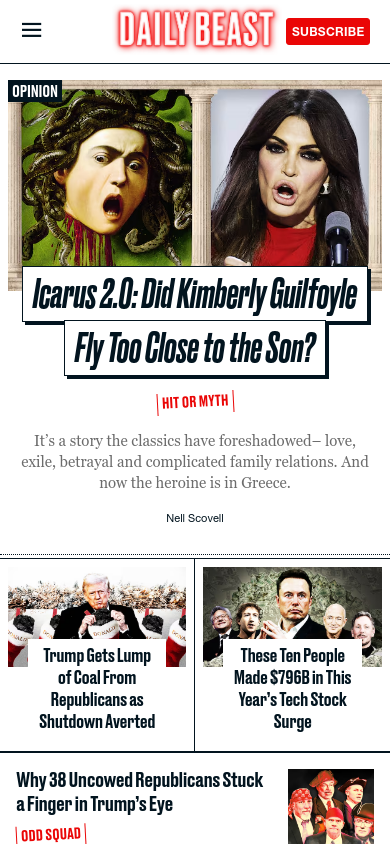 DAILY BEAST
SUBSCRIBE
OPINION
Icarus 2.0: Did Kimberly Guilfoyle
Fly Too Close to the Son?
HIT OR MYTH
It’s a story the classics have foreshadowed– love,
exile, betrayal and complicated family relations. And
now the heroine is in Greece.
Nell Scovell
Trump Gets Lump
of Coal From
Republicans as
Shutdown Averted
These Ten People
Made $796B in This
Year’s Tech Stock
Surge
Why 38 Uncowed Republicans Stuck
a Finger in Trump’s Eye
ODD SQUAD